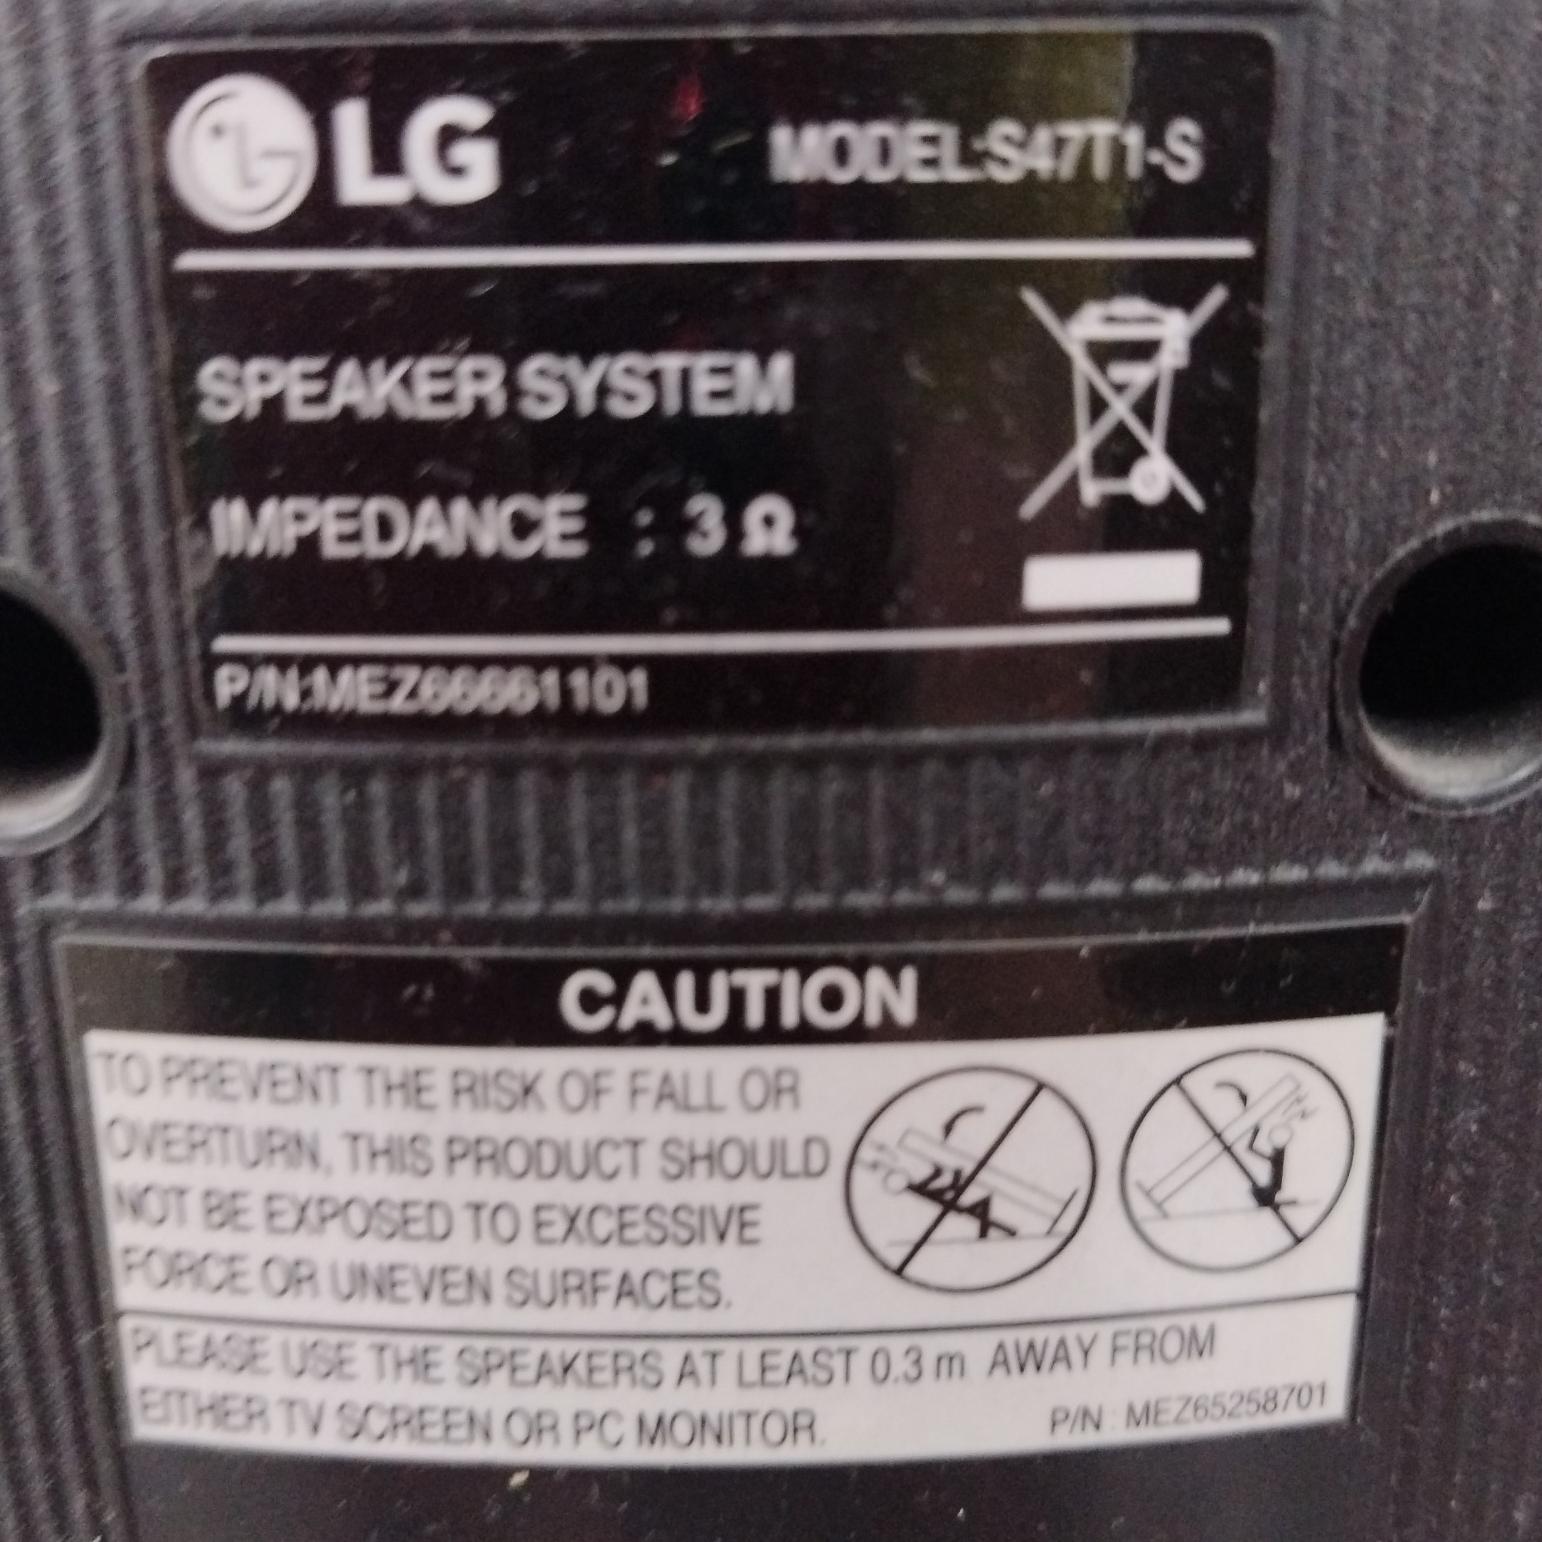 LG MODEL:S47T1-S
SPEAKER SYSTEM
IMPEDANCE : 3 Ω
P/N:MEZ66661101
CAUTION
TO PREVENT THE RISK OF FALL OR
OVERTURN, THIS PRODUCT SHOULD
NOT BE EXPOSED TO EXCESSIVE
FORCE OR UNEVEN SURFACES.
PLEASE USE THE SPEAKERS AT LEAST 0.3 m AWAY FROM
EITHER TV SCREEN OR PC MONITOR.
P/N : MEZ65258701